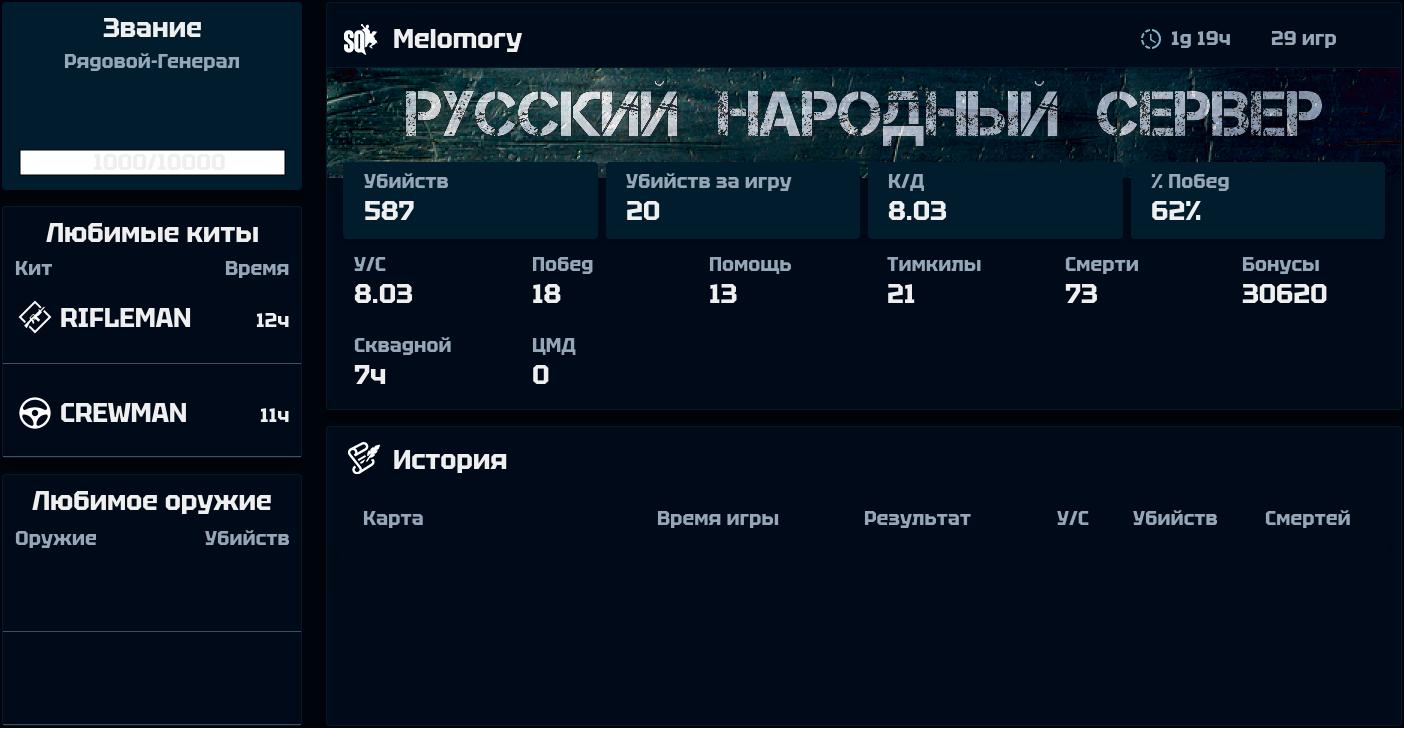 Звание
Рядовой-Генерал
1000/10000
Любимые киты
Кит Время
RIFLEMAN 12ч
CREWMAN 11ч
Любимое оружие
Оружие Убийств
SQ Melomory 1д 19ч 29 игр
РУССКИЙ НАРОДНЫЙ СЕРВЕР
Убийств Убийств за игру К/Д % Побед
587 20 8.03 62%
У/С Побед Помощь Тимкилы Смерти Бонусы
8.03 18 13 21 73 30620
Сквадной ЦМД
7ч 0
История
Карта Время игры Результат У/С Убийств Смертей